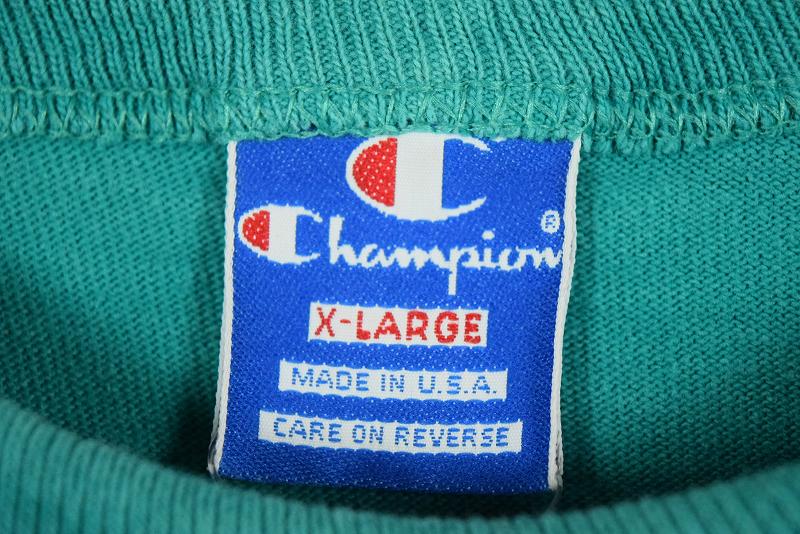 Champion®
X-LARGE
MADE IN U.S.A.
CARE ON REVERSE